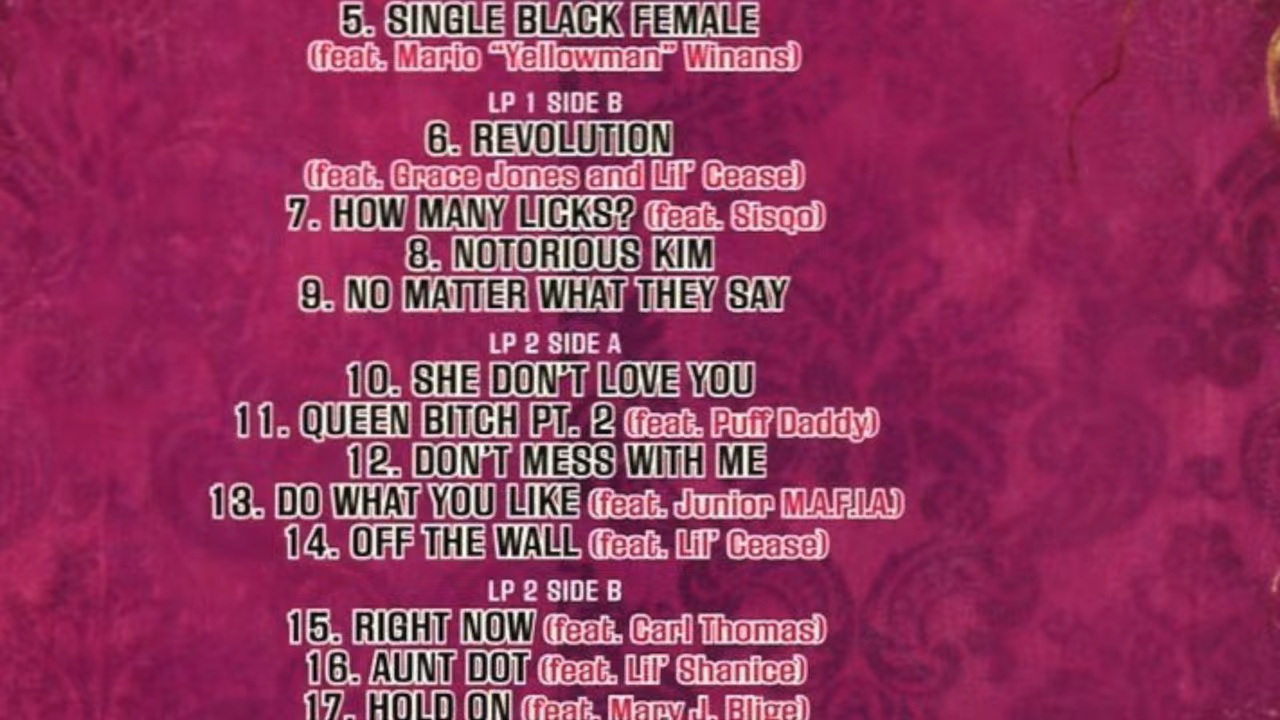 5. SINGLE BLACK FEMALE
(feat. Mario “Yellowman” Winans)
LP 1 SIDE B
6. REVOLUTION
(feat. Grace Jones and Lil’ Cease)
7. HOW MANY LICKS? (feat. Sisqo)
8. NOTORIOUS KIM
9. NO MATTER WHAT THEY SAY
LP 2 SIDE A
10. SHE DON’T LOVE YOU
11. QUEEN BITCH PT. 2 (feat. Puff Daddy)
12. DON’T MESS WITH ME
13. DO WHAT YOU LIKE (feat. Junior M.A.F.I.A.)
14. OFF THE WALL (feat. Lil’ Cease)
LP 2 SIDE B
15. RIGHT NOW (feat. Carl Thomas)
16. AUNT DOT (feat. Lil’ Shanice)
17. HOLD ON (feat. Mary J. Blige)